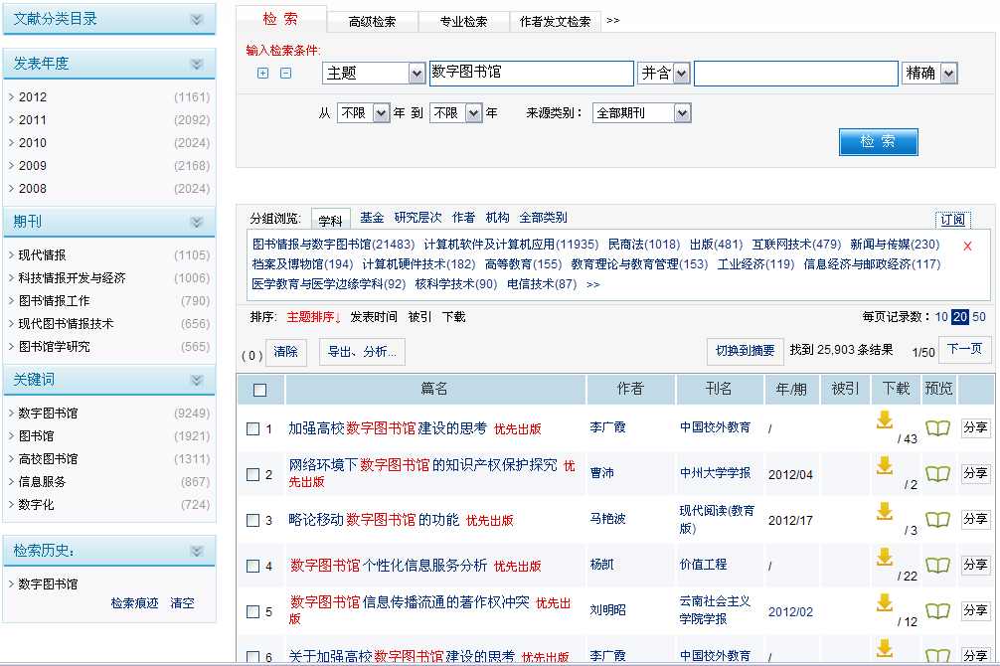 文献分类目录
发表年度
2012 (1161)
2011 (2092)
2010 (2024)
2009 (2168)
2008 (2024)
期刊
现代情报 (1105)
科技情报开发与经济 (1006)
图书情报工作 (790)
现代图书情报技术 (656)
图书馆学研究 (565)
关键词
数字图书馆 (9249)
图书馆 (1921)
高校图书馆 (1311)
信息服务 (867)
数字化 (724)
检索历史:
数字图书馆
检索痕迹 清空
检 索 高级检索 专业检索 作者发文检索 >>
输入检索条件:
主题 数字图书馆 并含 精确
从 不限 年 到 不限 年 来源类别： 全部期刊
检 索
分组浏览: 学科 基金 研究层次 作者 机构 全部类别 订阅
图书情报与数字图书馆(21483) 计算机软件及计算机应用(11935) 民商法(1018) 出版(481) 互联网技术(479) 新闻与传媒(230) X
档案及博物馆(194) 计算机硬件技术(182) 高等教育(155) 教育理论与教育管理(153) 工业经济(119) 信息经济与邮政经济(117)
医学教育与医学边缘学科(92) 核科学技术(90) 电信技术(87) >>
排序: 主题排序↓ 发表时间 被引 下载 每页记录数： 10 20 50
( 0 ) 清除 导出、分析... 切换到摘要 找到 25,903 条结果 1/50 下一页
篇名 作者 刊名 年/期 被引 下载 预览
1 加强高校数字图书馆建设的思考 优先出版 李广霞 中国校外教育 / / 43 分享
2 网络环境下数字图书馆的知识产权保护探究 优先出版 曹沛 中州大学学报 2012/04 / 2 分享
3 略论移动数字图书馆的功能 优先出版 马艳波 现代阅读(教育版) 2012/17 / 3 分享
4 数字图书馆个性化信息服务分析 优先出版 杨凯 价值工程 / / 22 分享
5 数字图书馆信息传播流通的著作权冲突 优先出版 刘明昭 云南社会主义学院学报 2012/02 / 12 分享
6 关于加强高校数字图书馆建设的思考 优先出版 李广霞 中国校外教育 / 分享